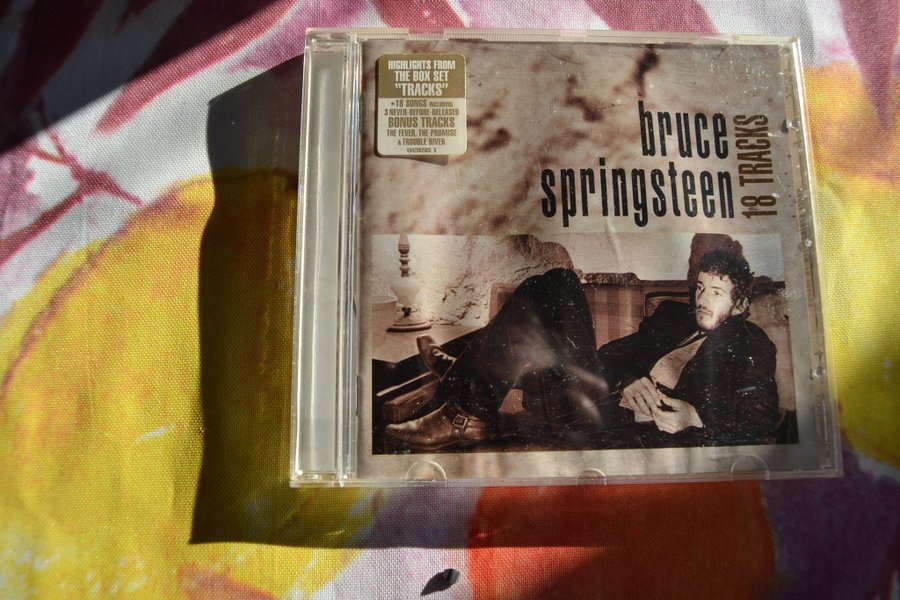 HIGHLIGHTS FROM
THE BOX SET
"TRACKS"
•18 SONGS INCLUDING
3 NEVER-BEFORE-RELEASED
BONUS TRACKS
THE FEVER, THE PROMISE
& TROUBLE RIVER
bruce
springsteen
18 TRACKS